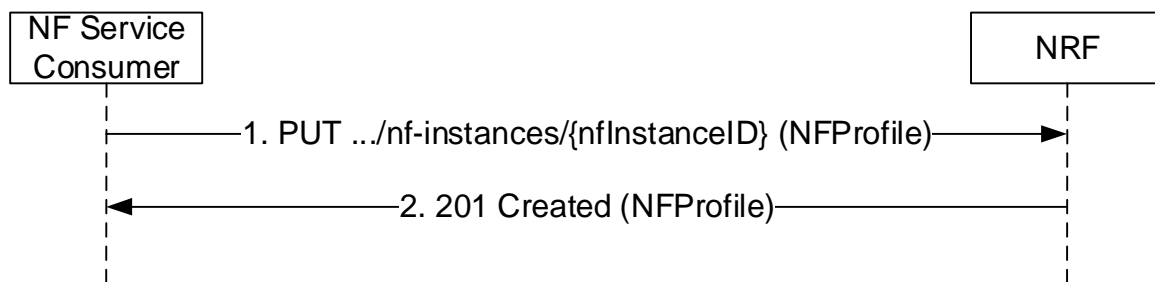 NF Service
Consumer
NRF
1. PUT .../nf-instances/{nfInstanceID} (NFProfile)
2. 201 Created (NFProfile)